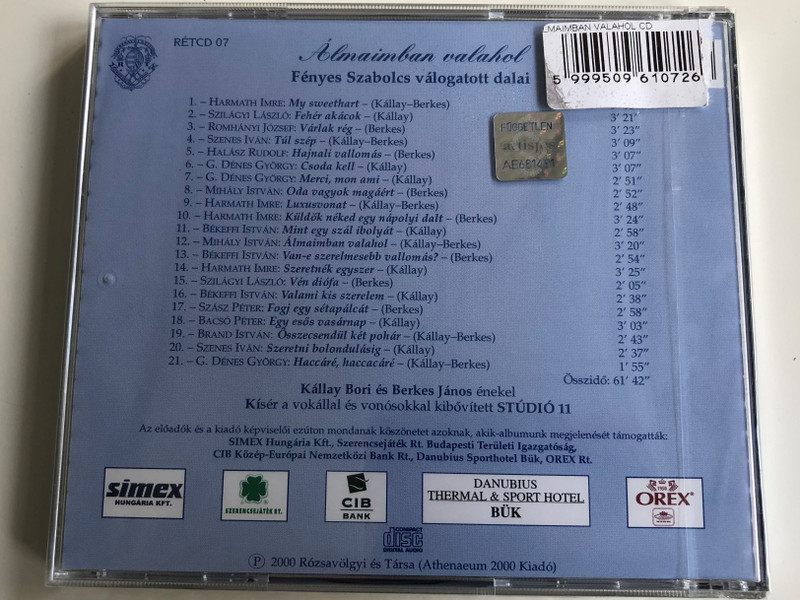 RÉTCD 07
Álmaimban valahol
Fényes Szabolcs válogatott dalai
LMAIMBAN VALAHOL CD
5 999509 610726
FÜGGETLEN
artisjus
1. – HARMATH IMRE: My sweethart – (Kállay–Berkes)
2. – SZILÁGYI LÁSZLÓ: Fehér akácok – (Kállay) 3’ 21”
3. – ROMHÁNYI JÓZSEF: Várlak rég – (Berkes) 3’ 23”
4. – SZENES IVÁN: Túl szép – (Kállay–Berkes) 3’ 09”
5. – HALÁSZ RUDOLF: Hajnali vallomás – (Berkes) 3’ 07”
6. – G. DÉNES GYÖRGY: Csoda kell – (Kállay) 3’ 07”
7. – G. DÉNES GYÖRGY: Merci, mon ami – (Kállay) 2’ 51”
8. – MIHÁLY ISTVÁN: Oda vagyok magáért – (Berkes) 2’ 52”
9. – HARMATH IMRE: Luxusvonat – (Kállay–Berkes) 2’ 48”
10. – HARMATH IMRE: Küldök néked egy nápolyi dalt – (Berkes) 3’ 24”
11. – BÉKEFFI ISTVÁN: Mint egy szál ibolyát – (Kállay) 2’ 58”
12. – MIHÁLY ISTVÁN: Álmaimban valahol – (Kállay–Berkes) 3’ 20”
13. – BÉKEFFI ISTVÁN: Van-e szerelmesebb vallomás? – (Berkes) 2’ 54”
14. – HARMATH IMRE: Szeretnék egyszer – (Kállay) 3’ 25”
15. – SZILÁGYI LÁSZLÓ: Vén diófa – (Berkes) 2’ 05”
16. – BÉKEFFI ISTVÁN: Valami kis szerelem – (Kállay) 2’ 38”
17. – SZÁSZ PÉTER: Fogj egy sétapálcát – (Berkes) 2’ 58”
18. – BACSÓ PÉTER: Egy esős vasárnap – (Kállay) 3’ 03”
19. – BRAND ISTVÁN: Összecsendül két pohár – (Kállay–Berkes) 2’ 43”
20. – SZENES IVÁN: Szeretni bolondulásig – (Kállay) 2’ 37”
21. – G. DÉNES GYÖRGY: Haccáré, haccacáré – (Kállay–Berkes) 1’ 55”
Összidő: 61’ 42”
Kállay Bori és Berkes János énekel
Kísér a vokállal és vonósokkal kibővített STÚDIÓ 11
Az előadók és a kiadó képviselői ezúton mondanak köszönetet azoknak, akik albumunk megjelenését támogatták:
SIMEX Hungária Kft., Szerencsejáték Rt. Budapesti Területi Igazgatóság,
CIB Közép-Európai Nemzetközi Bank Rt., Danubius Sporthotel Bük, OREX Rt.
simex
HUNGÁRIA KFT.
SZERENCSEJÁTÉK RT.
CIB
BANK
DANUBIUS
THERMAL & SPORT HOTEL
BÜK
1950
OREX®
COMPACT
disc
DIGITAL AUDIO
Ⓟ 2000 Rózsavölgyi és Társa (Athenaeum 2000 Kiadó)